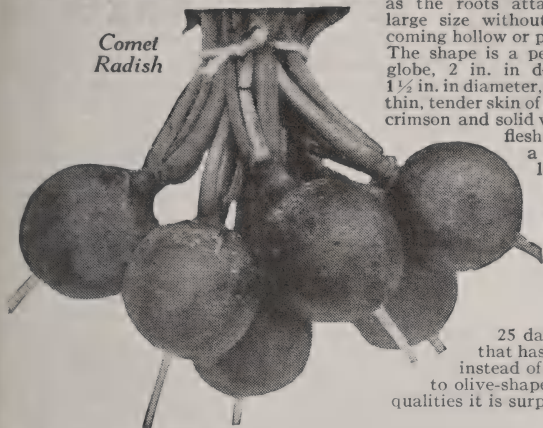 Comet
Radish
as the roots atta
large size without
coming hollow or p
The shape is a pe
globe, 2 in. in d
1½ in. in diameter,
thin, tender skin of
crimson and solid
flesh
a
25 da
that has
instead of
to olive-shape
qualities it is surp